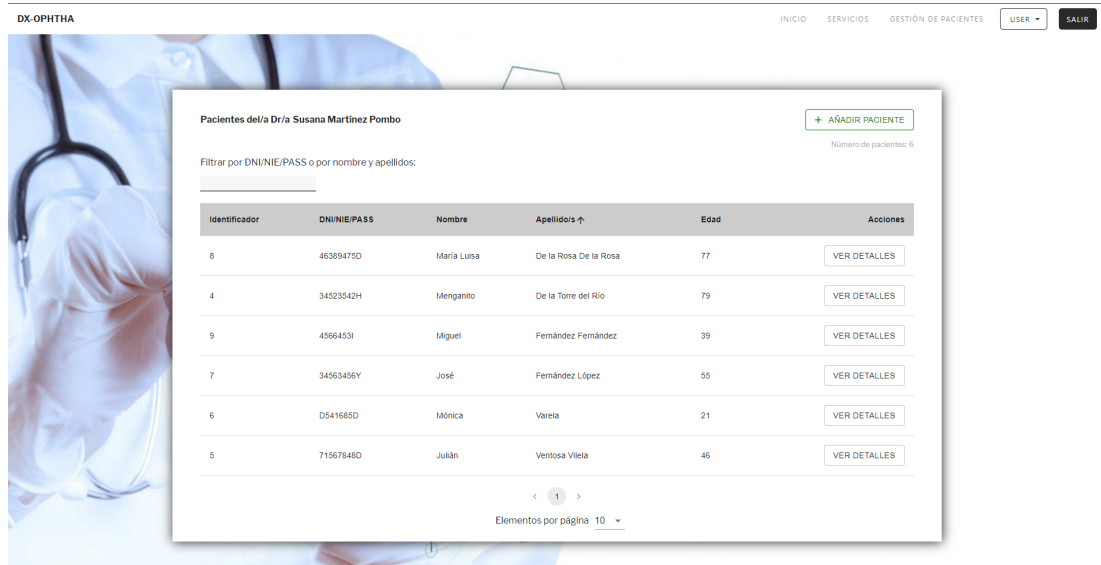 DX-OPHTHA
INICIO SERVICIOS GESTIÓN DE PACIENTES USER SALIR
Pacientes del/a Dr/a Susana Martínez Pombo
+ AÑADIR PACIENTE
Número de pacientes: 6
Filtrar por DNI/NIE/PASS o por nombre y apellidos:
Identificador DNI/NIE/PASS Nombre Apellido/s ↑ Edad Acciones
8 46389475D María Luisa De la Rosa De la Rosa 77 VER DETALLES
4 34523542H Menganito De la Torre del Río 79 VER DETALLES
9 4566453I Miguel Fernández Fernández 39 VER DETALLES
7 34563456Y José Fernández López 55 VER DETALLES
6 D541685D Mónica Varela 21 VER DETALLES
5 71567848D Julián Ventosa Vilela 46 VER DETALLES
< 1 >
Elementos por página 10